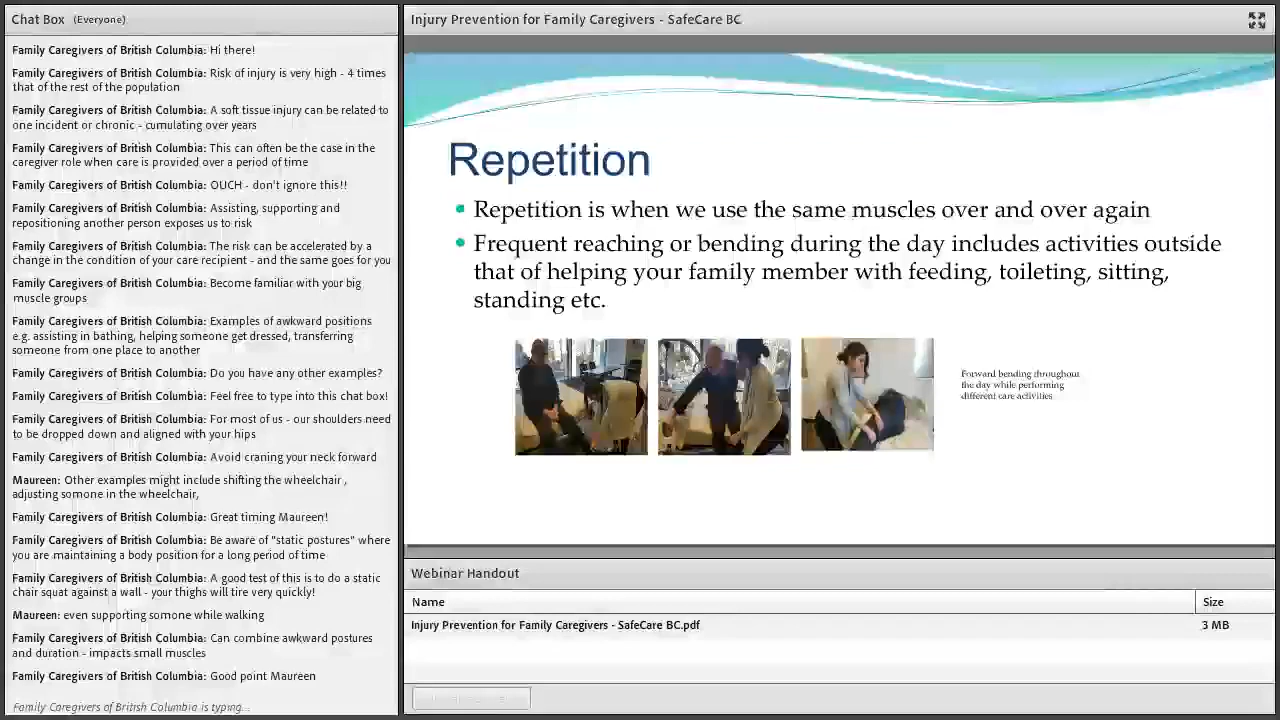 Chat Box (Everyone)
Family Caregivers of British Columbia: Hi there!
Family Caregivers of British Columbia: Risk of injury is very high - 4 times
that of the rest of the population
Family Caregivers of British Columbia: A soft tissue injury can be related to
one incident or chronic - cumulating over years
Family Caregivers of British Columbia: This can often be the case in the
caregiver role when care is provided over a period of time
Family Caregivers of British Columbia: OUCH - don't ignore this!!
Family Caregivers of British Columbia: Assisting, supporting and
repositioning another person exposes us to risk
Family Caregivers of British Columbia: The risk can be accelerated by a
change in the condition of your care recipient - and the same goes for you
Family Caregivers of British Columbia: Become familiar with your big
muscle groups
Family Caregivers of British Columbia: Examples of awkward positions
e.g. assisting in bathing, helping someone get dressed, transferring
someone from one place to another
Family Caregivers of British Columbia: Do you have any other examples?
Family Caregivers of British Columbia: Feel free to type into this chat box!
Family Caregivers of British Columbia: For most of us - our shoulders need
to be dropped down and aligned with your hips
Family Caregivers of British Columbia: Avoid craning your neck forward
Maureen: Other examples might include shifting the wheelchair ,
adjusting somone in the wheelchair,
Family Caregivers of British Columbia: Great timing Maureen!
Family Caregivers of British Columbia: Be aware of "static postures" where
you are maintaining a body position for a long period of time
Family Caregivers of British Columbia: A good test of this is to do a static
chair squat against a wall - your thighs will tire very quickly!
Maureen: even supporting somone while walking
Family Caregivers of British Columbia: Can combine awkward postures
and duration - impacts small muscles
Family Caregivers of British Columbia: Good point Maureen
Family Caregivers of British Columbia is typing...
Injury Prevention for Family Caregivers - SafeCare BC
Repetition
• Repetition is when we use the same muscles over and over again
• Frequent reaching or bending during the day includes activities outside
that of helping your family member with feeding, toileting, sitting,
standing etc.
Forward bending throughout
the day while performing
different care activities
Webinar Handout
Name Size
Injury Prevention for Family Caregivers - SafeCare BC.pdf 3 MB